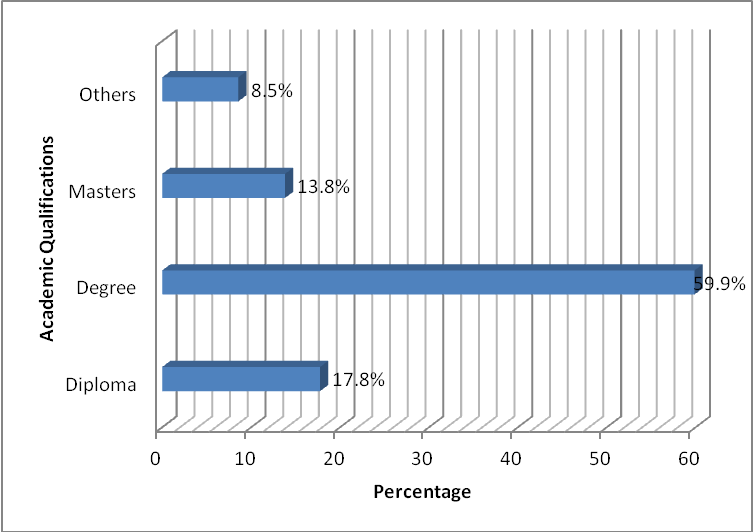 Others
8.5%
Masters
13.8%
Degree
59.9%
Diploma
17.8%
0 10 20 30 40 50 60
Percentage
Academic Qualifications